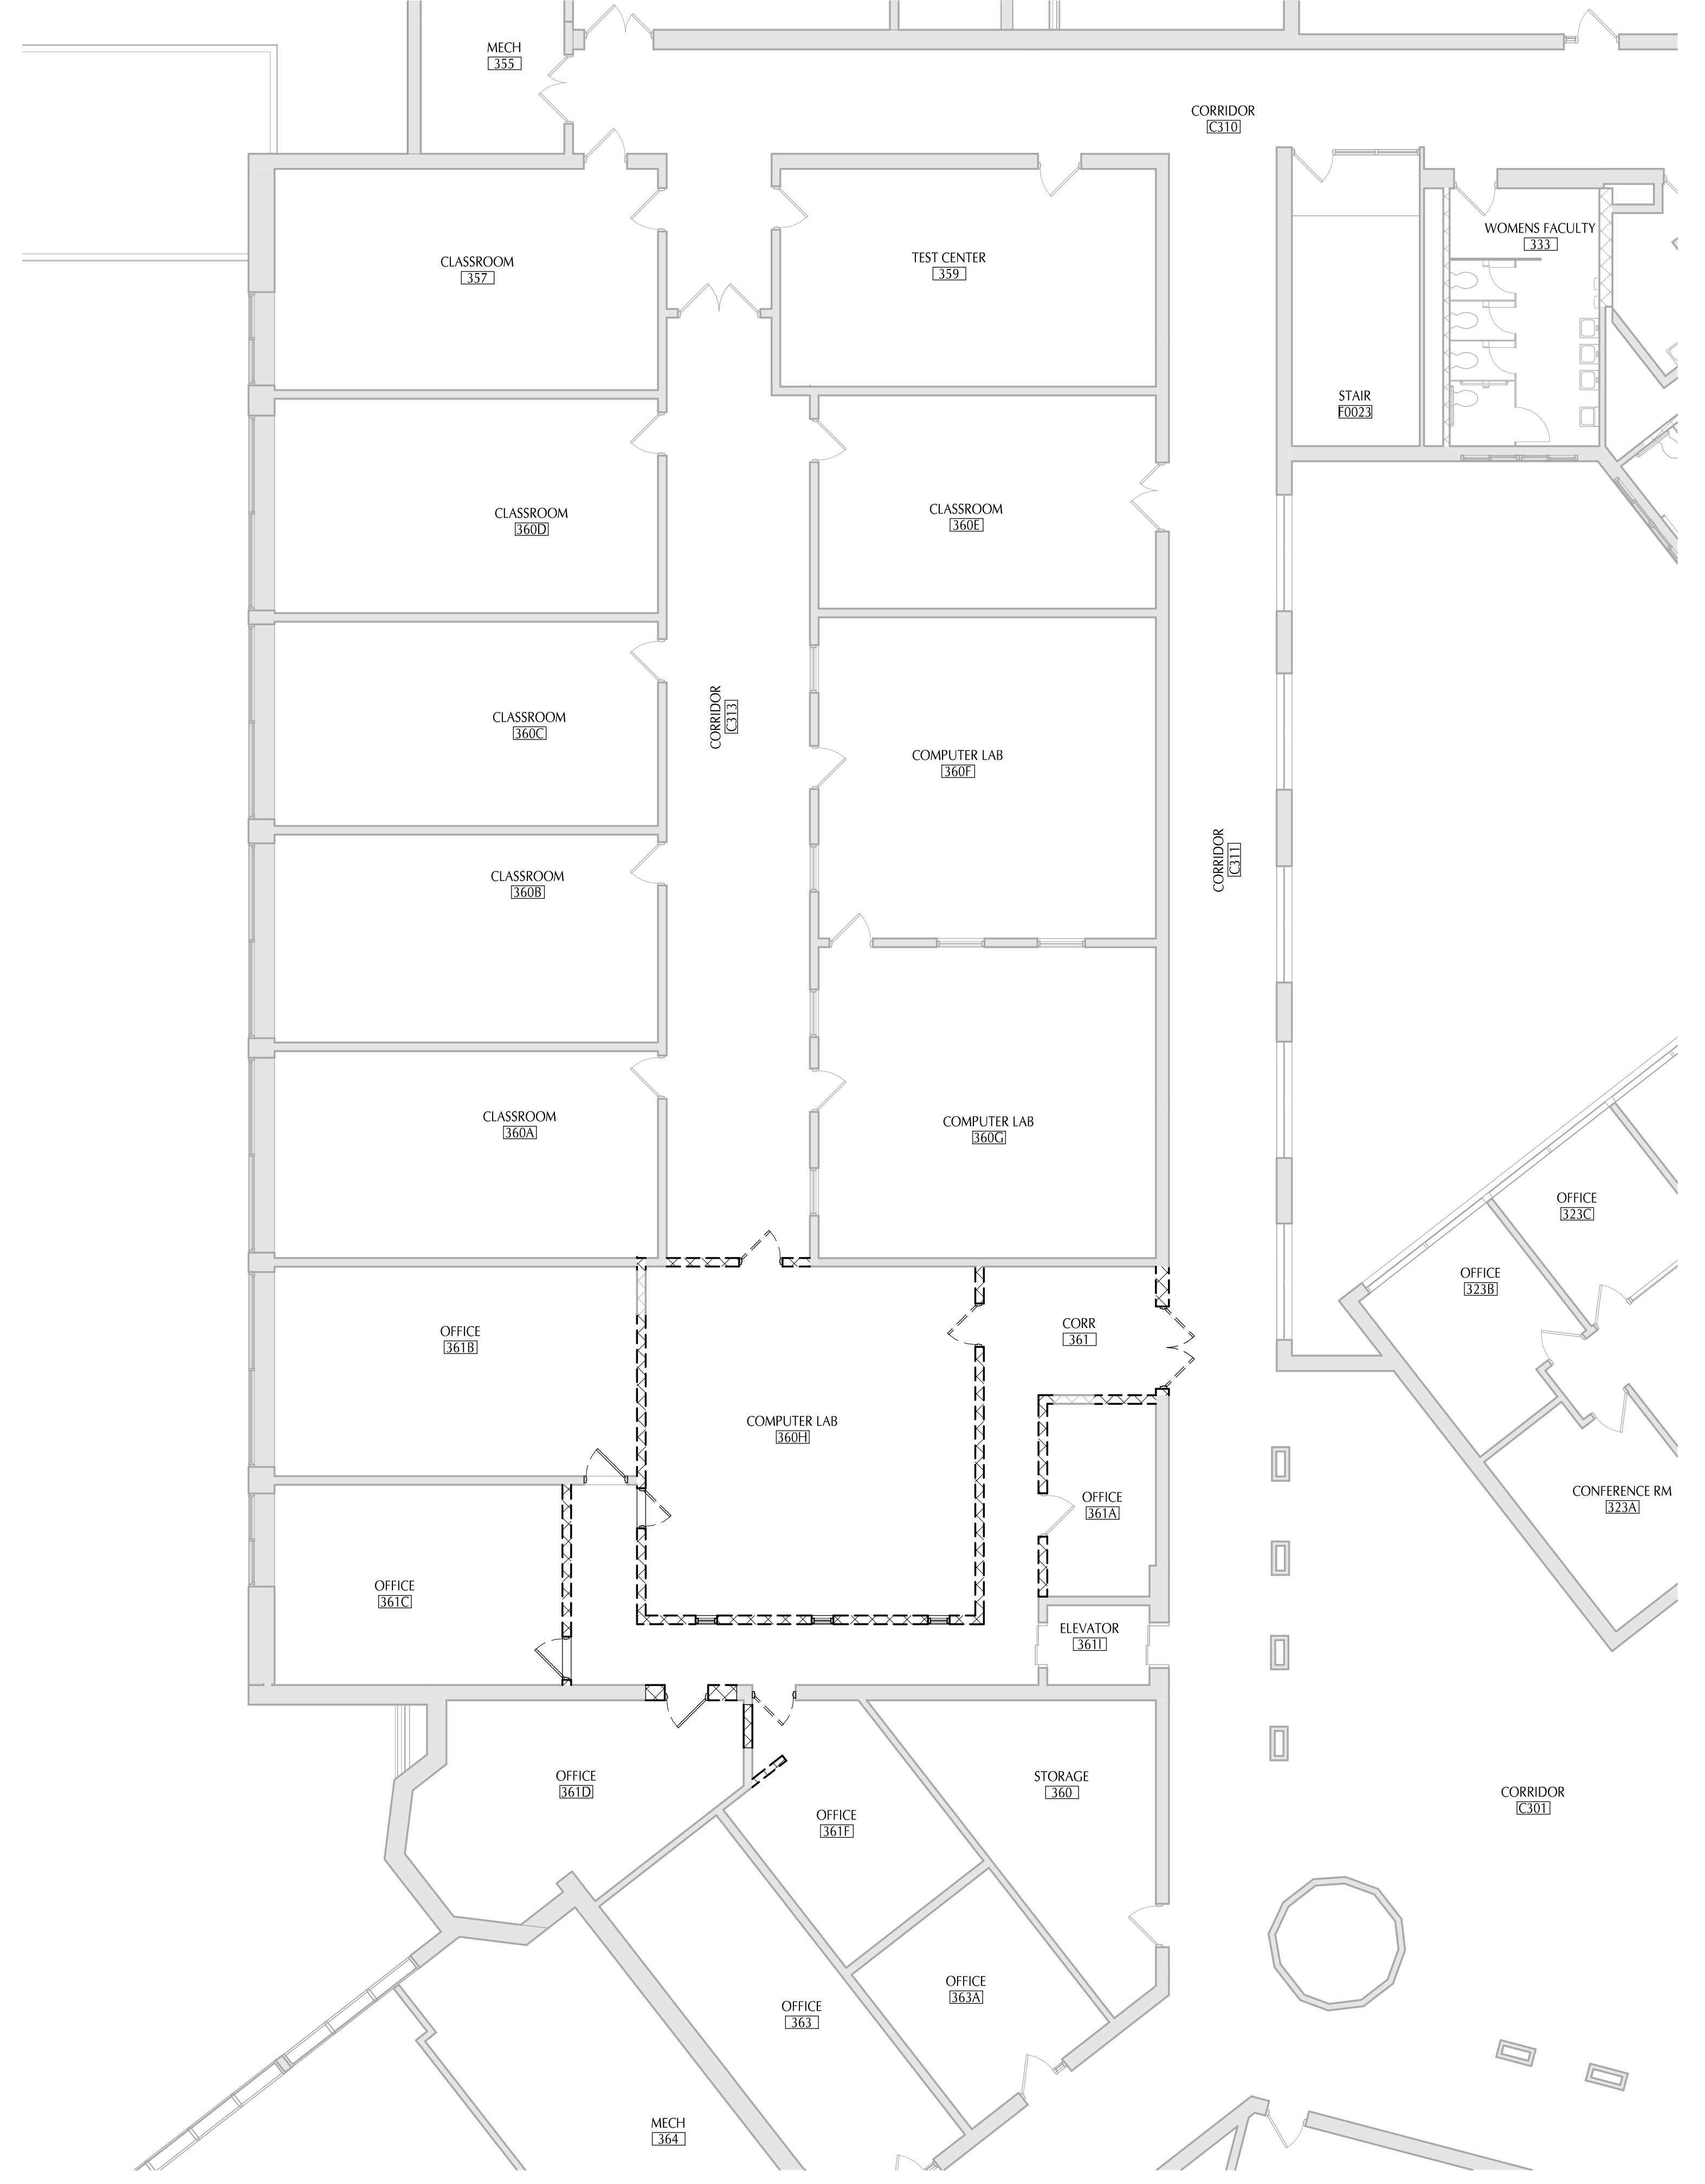 MECH
355
CORRIDOR
C310
WOMENS FACULTY
333
CLASSROOM
357
TEST CENTER
359
STAIR
F0023
CLASSROOM
360D
CLASSROOM
360E
CLASSROOM
360C
CORRIDOR
C313
COMPUTER LAB
360F
CORRIDOR
C311
CLASSROOM
360B
CLASSROOM
360A
COMPUTER LAB
360G
OFFICE
323C
OFFICE
323B
OFFICE
361B
CORR
361
COMPUTER LAB
360H
OFFICE
361A
CONFERENCE RM
323A
OFFICE
361C
ELEVATOR
361I
OFFICE
361D
STORAGE
360
OFFICE
361F
CORRIDOR
C301
OFFICE
363A
OFFICE
363
MECH
364